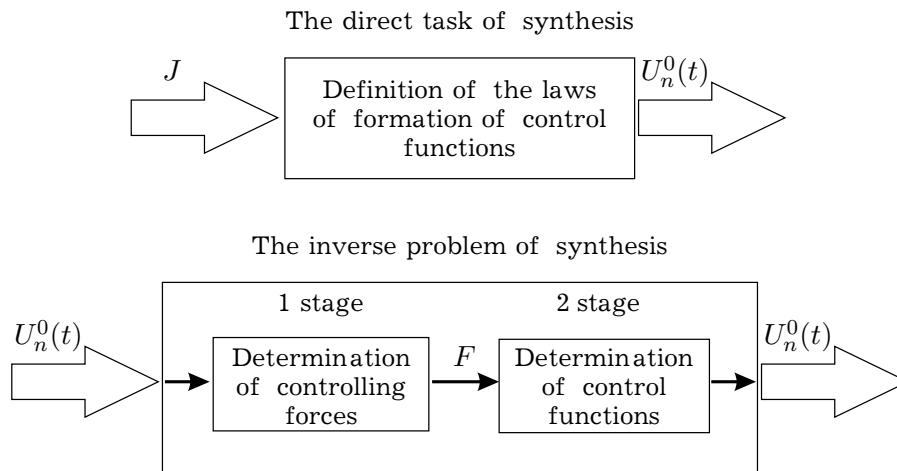 The direct task of synthesis
J
Definition of the laws
of formation of control
functions
U_n^0(t)
The inverse problem of synthesis
1 stage
2 stage
U_n^0(t)
Determination
of controlling
forces
F
Determination
of control
functions
U_n^0(t)